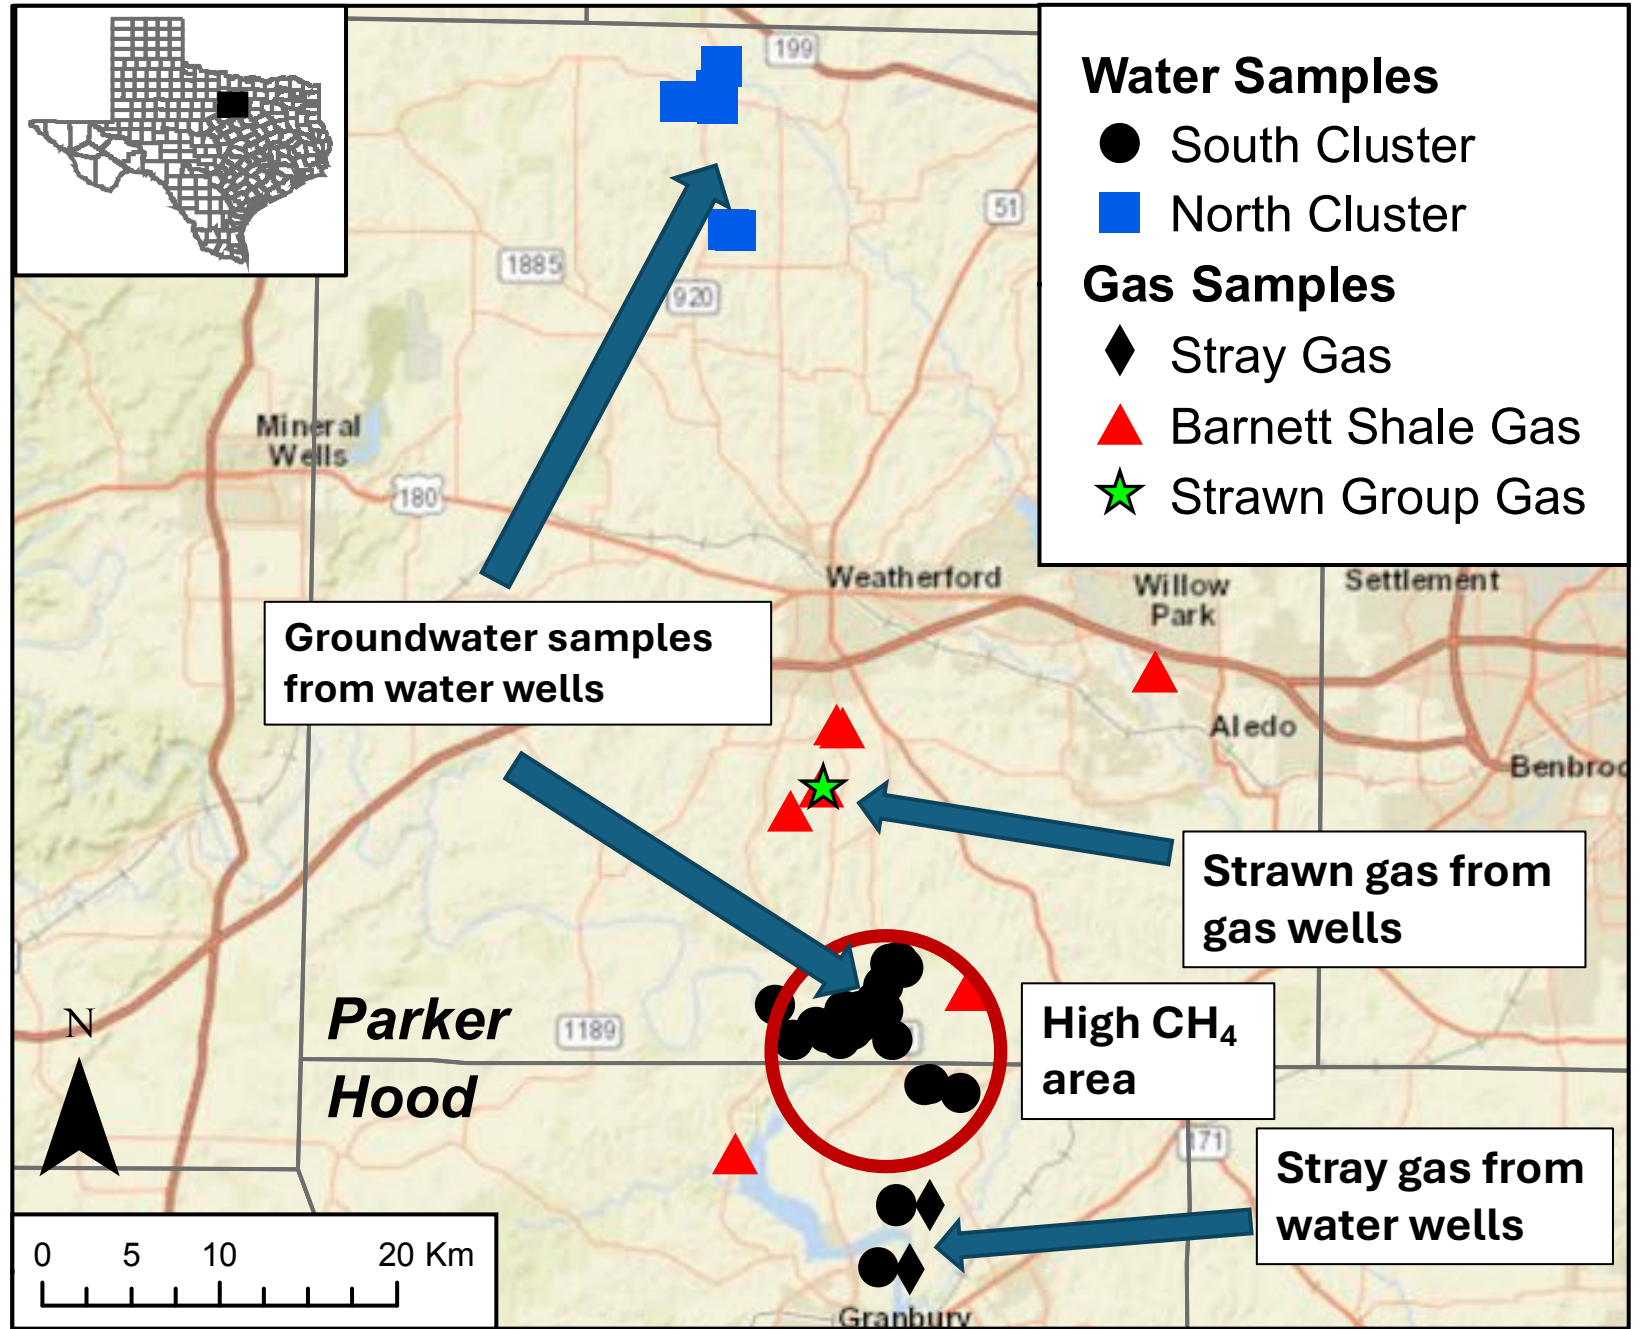 Water Samples
South Cluster
North Cluster
Gas Samples
Stray Gas
Barnett Shale Gas
Strawn Group Gas
199
51
1885
920
Mineral
Wells
180
Weatherford
Willow
Park
Settlement
Groundwater samples
from water wells
Aledo
Strawn gas from
gas wells
N
Parker
1189
High CH₄
area
Hood
171
Stray gas from
water wells
0 5 10 20 Km
Granbury